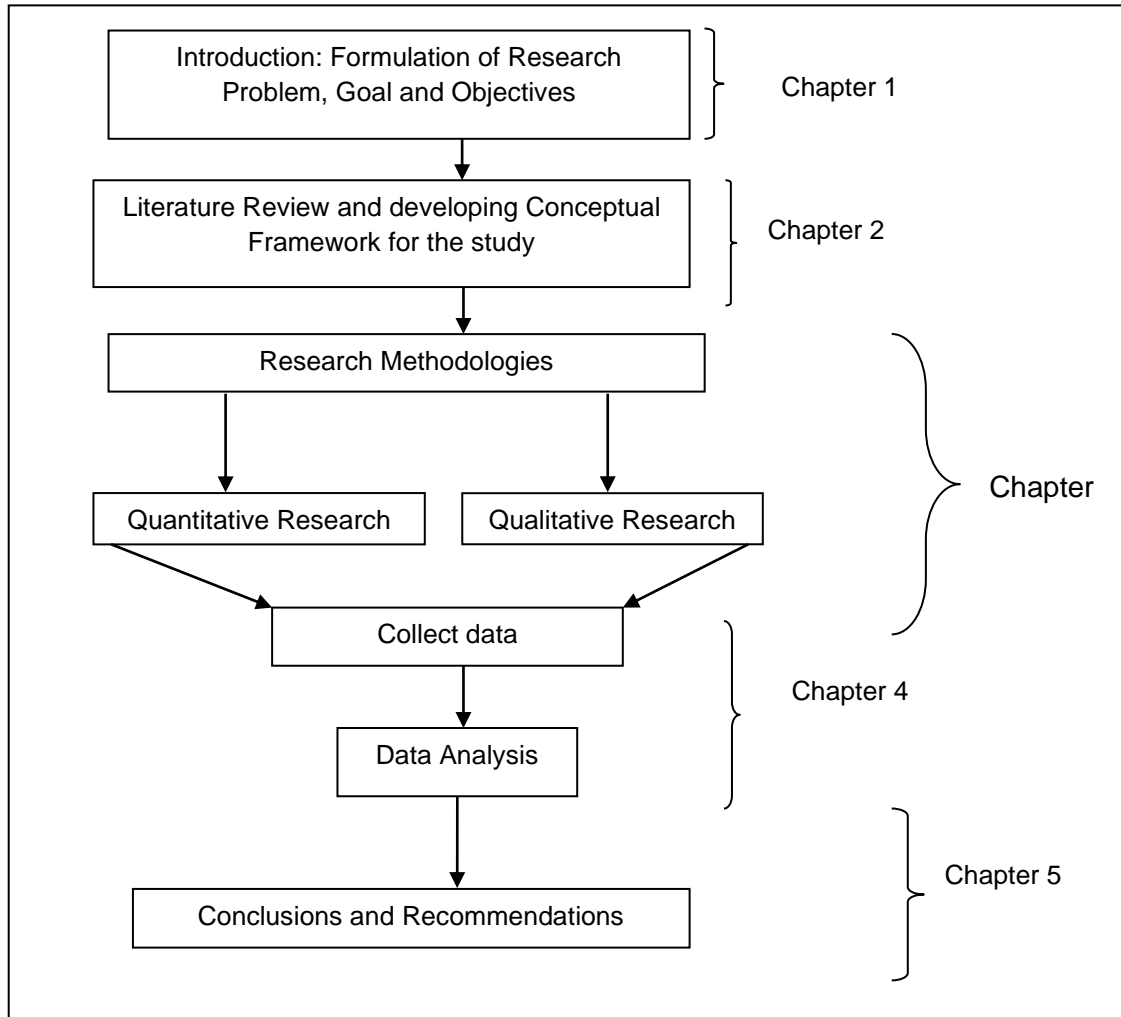 Introduction: Formulation of Research
Problem, Goal and Objectives
Chapter 1
Literature Review and developing Conceptual
Framework for the study
Chapter 2
Research Methodologies
Chapter
Quantitative Research
Qualitative Research
Collect data
Chapter 4
Data Analysis
Chapter 5
Conclusions and Recommendations